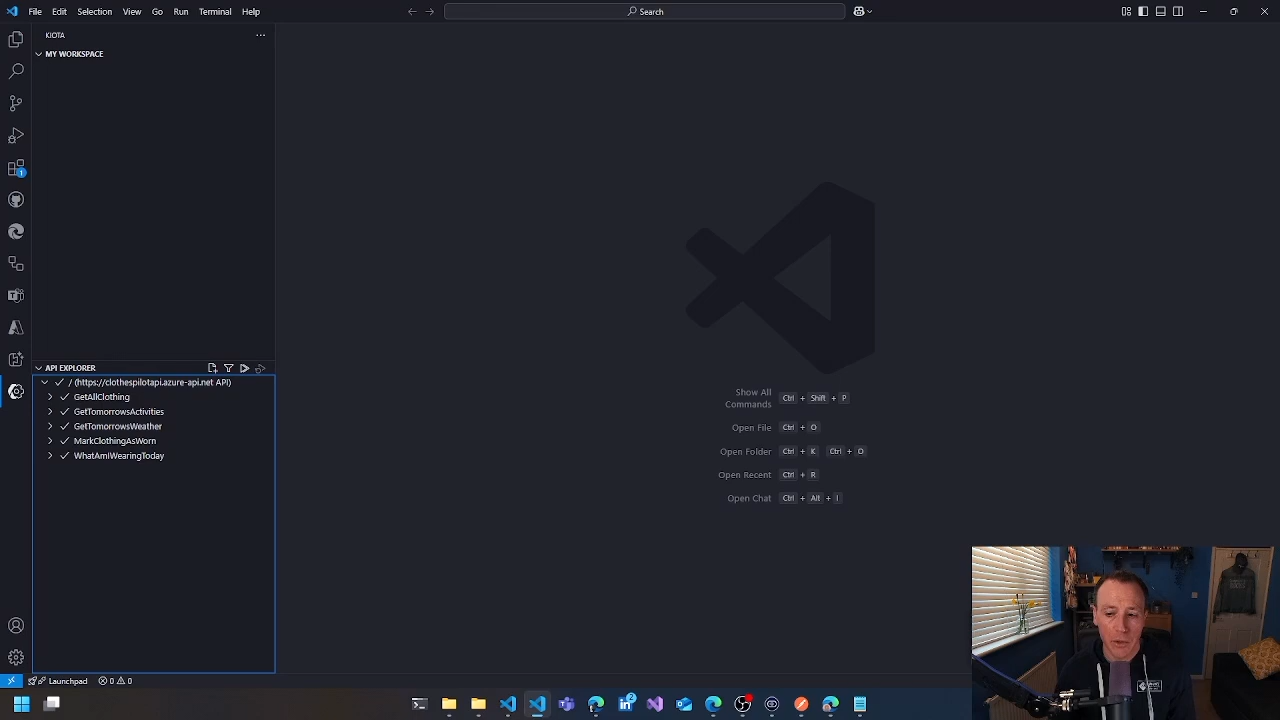 File Edit Selection View Go Run Terminal Help
Search
KIOTA
MY WORKSPACE
1
API EXPLORER
/ (https://clothespilotapi.azure-api.net API)
GetAllClothing
GetTomorrowsActivities
GetTomorrowsWeather
MarkClothingAsWorn
WhatAmIWearingToday
Show All Commands Ctrl + Shift + P
Open File Ctrl + O
Open Folder Ctrl + K Ctrl + O
Open Recent Ctrl + R
Open Chat Ctrl + Alt + I
Launchpad 0 0
2